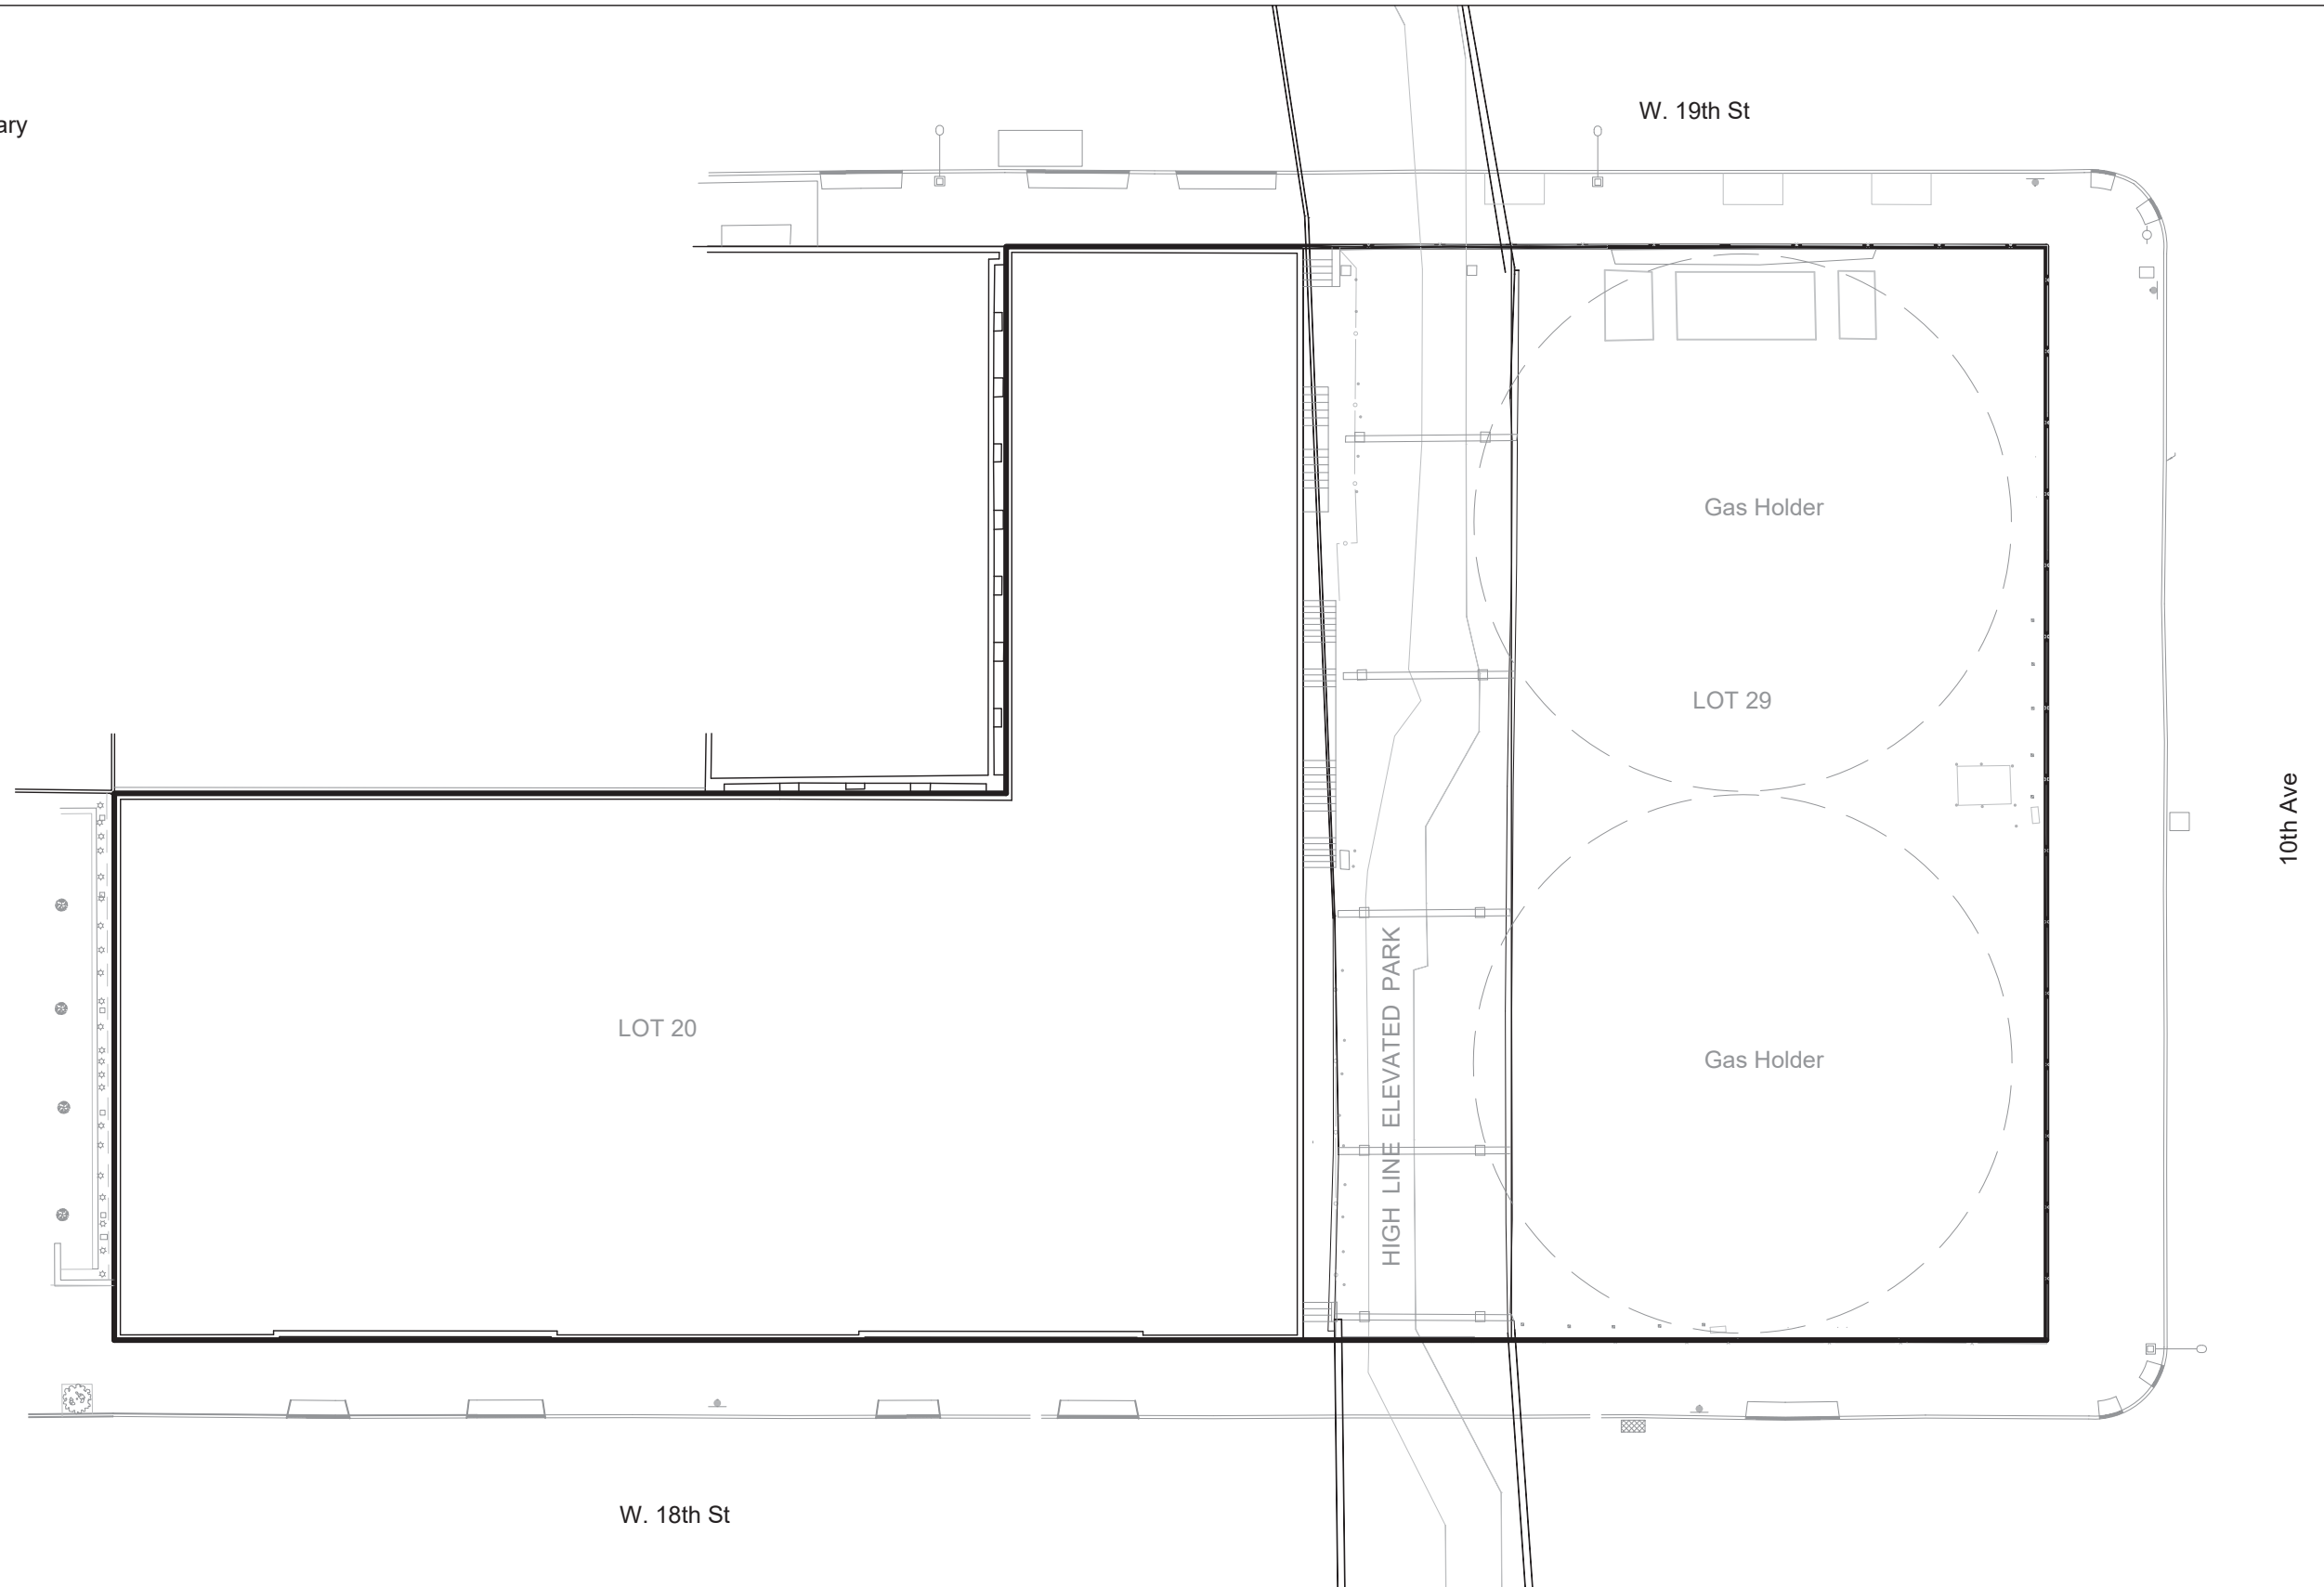 W. 19th St
ary
Gas Holder
LOT 29
10th Ave
HIGH LINE ELEVATED PARK
LOT 20
Gas Holder
W. 18th St